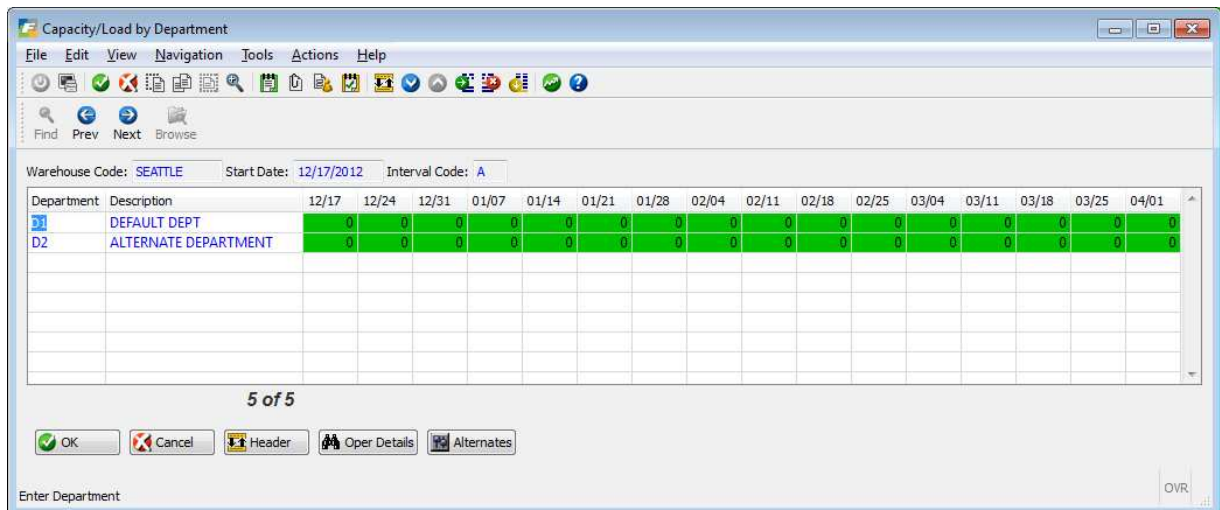 Capacity/Load by Department
File Edit View Navigation Tools Actions Help
Find Prev Next Browse
Warehouse Code: SEATTLE Start Date: 12/17/2012 Interval Code: A
Department Description 12/17 12/24 12/31 01/07 01/14 01/21 01/28 02/04 02/11 02/18 02/25 03/04 03/11 03/18 03/25 04/01
D1 DEFAULT DEPT 0 0 0 0 0 0 0 0 0 0 0 0 0 0 0 0
D2 ALTERNATE DEPARTMENT 0 0 0 0 0 0 0 0 0 0 0 0 0 0 0 0
5 of 5
OK Cancel Header Oper Details Alternates
Enter Department OVR